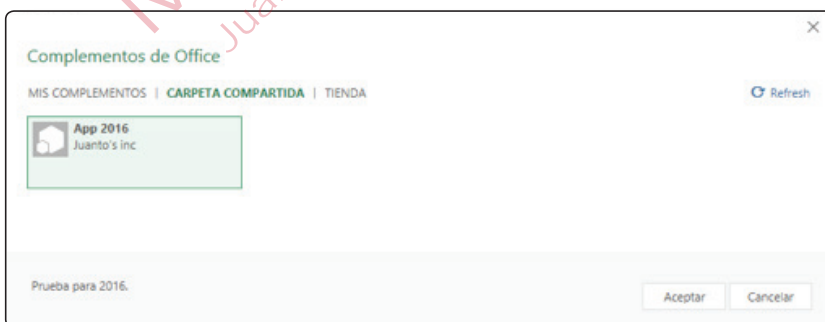 Complementos de Office
MIS COMPLEMENTOS | CARPETA COMPARTIDA | TIENDA
Refresh
App 2016
Juanto's inc
Prueba para 2016.
Aceptar
Cancelar